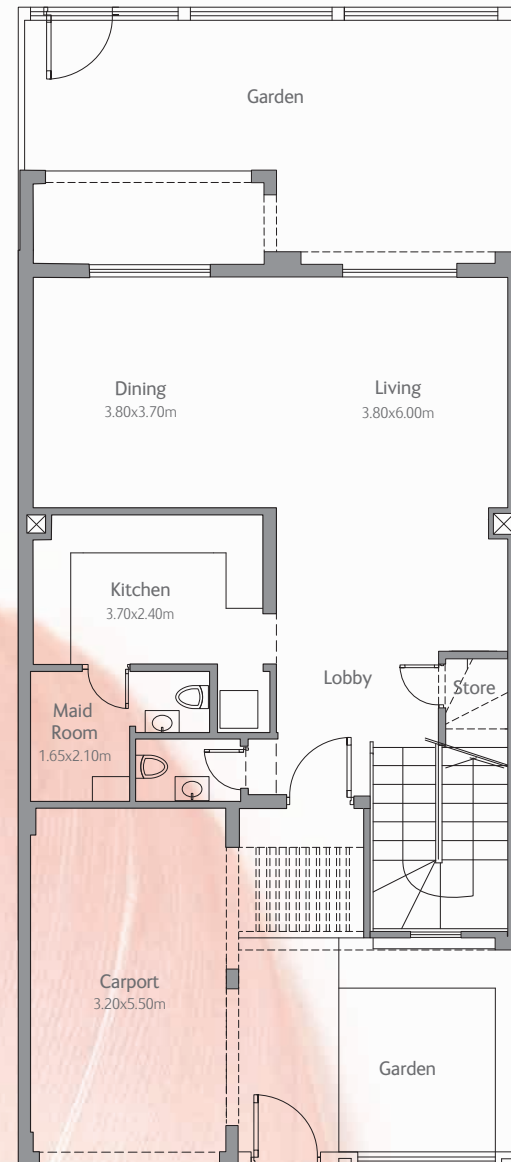 Garden
Dining
3.80x3.70m
Living
3.80x6.00m
Kitchen
3.70x2.40m
Lobby
Store
Maid
Room
1.65x2.10m
Carport
3.20x5.50m
Garden